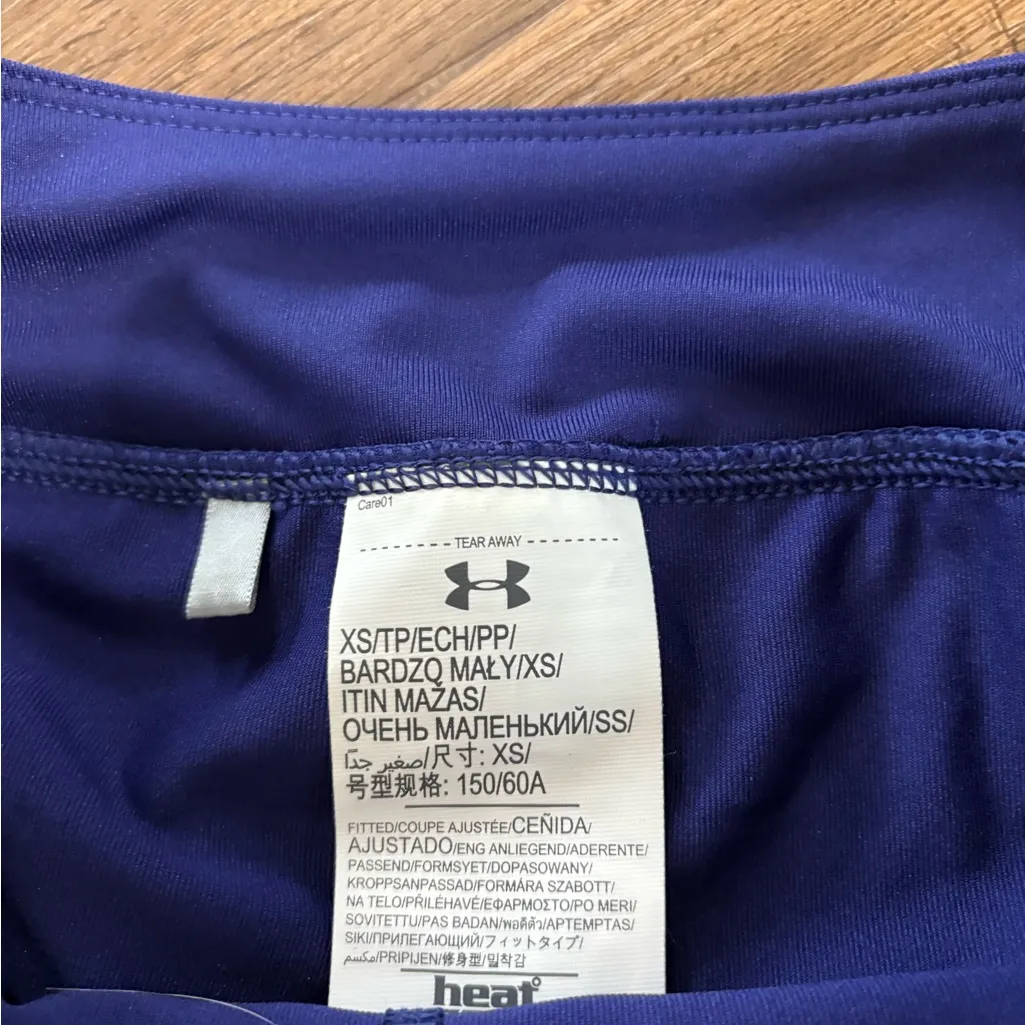 Care01
TEAR AWAY
XS/TP/ECH/PP/
BARDZO MAŁY/XS/
ITIN MAŽAS/
ОЧЕНЬ МАЛЕНЬКИЙ/SS/
صغير جدًا/尺寸: XS/
号型规格: 150/60A
FITTED/COUPE AJUSTÉE/CEÑIDA/
AJUSTADO/ENG ANLIEGEND/ADERENTE/
PASSEND/FORMSYET/DOPASOWANY/
KROPPSANPASSAD/FORMÁRA SZABOTT/
NA TELO/PŘILÉHAVÉ/ΕΦΑΡΜΟΣΤΟ/PO MERI/
SOVITETTU/PAS BADAN/พอดีตัว/APTEMPTAS/
SIKI/ПРИЛЕГАЮЩИЙ/フィットタイプ/
مكسّم/PRIPIJEN/修身型/밀착감
heat